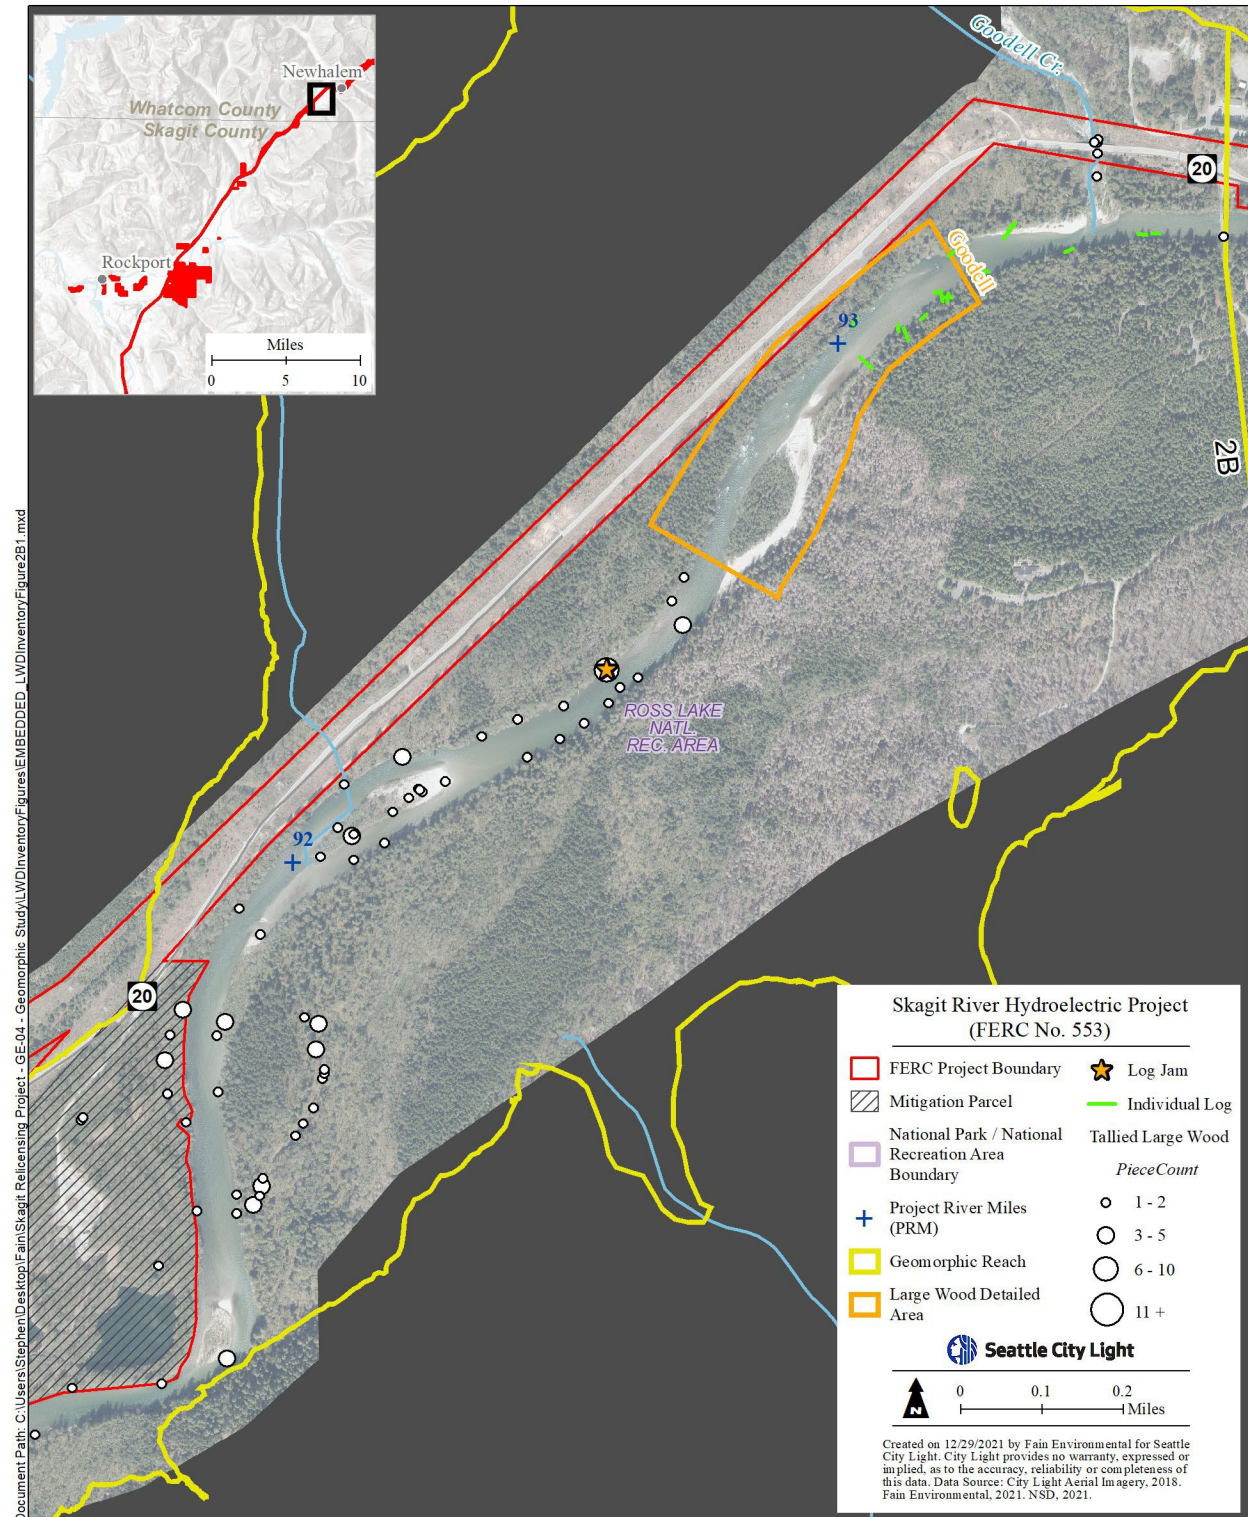 Newhalem
Whatcom County
Skagit County
Rockport
Miles
0 5 10
Goodell Cr.
20
Goodell
93
2B
ROSS LAKE
NATL.
REC. AREA
92
20
Document Path: C:\Users\Stephen\Desktop\Fain\Skagit Relicensing Project - GE-04 - Geomorphic Study\LWDInventoryFigures\EMBEDDED_LWDInventoryFigure2B1.mxd
Skagit River Hydroelectric Project
(FERC No. 553)
FERC Project Boundary
Mitigation Parcel
National Park / National
Recreation Area
Boundary
Project River Miles
(PRM)
Geomorphic Reach
Large Wood Detailed
Area
Log Jam
Individual Log
Tallied Large Wood
PieceCount
1 - 2
3 - 5
6 - 10
11 +
Seattle City Light
N
0 0.1 0.2
Miles
Created on 12/29/2021 by Fain Environmental for Seattle
City Light. City Light provides no warranty, expressed or
implied, as to the accuracy, reliability or completeness of
this data. Data Source: City Light Aerial Imagery, 2018.
Fain Environmental, 2021. NSD, 2021.